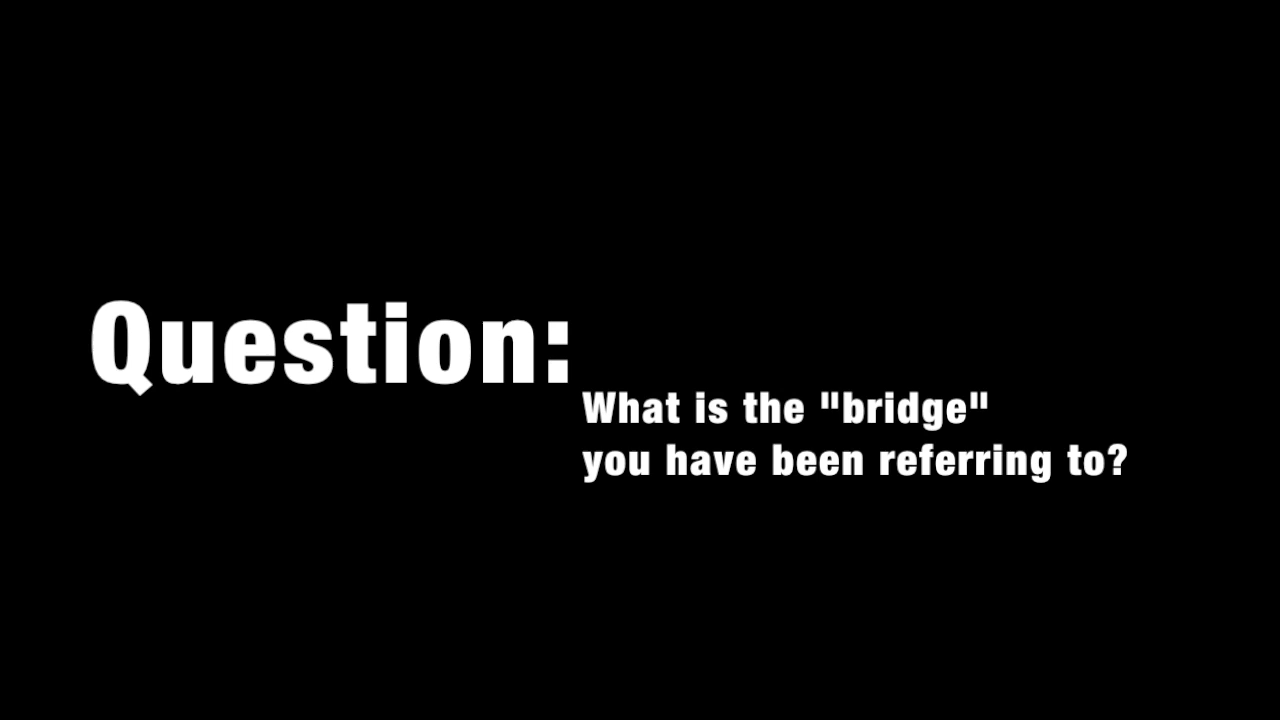 Question:
What is the "bridge"
you have been referring to?